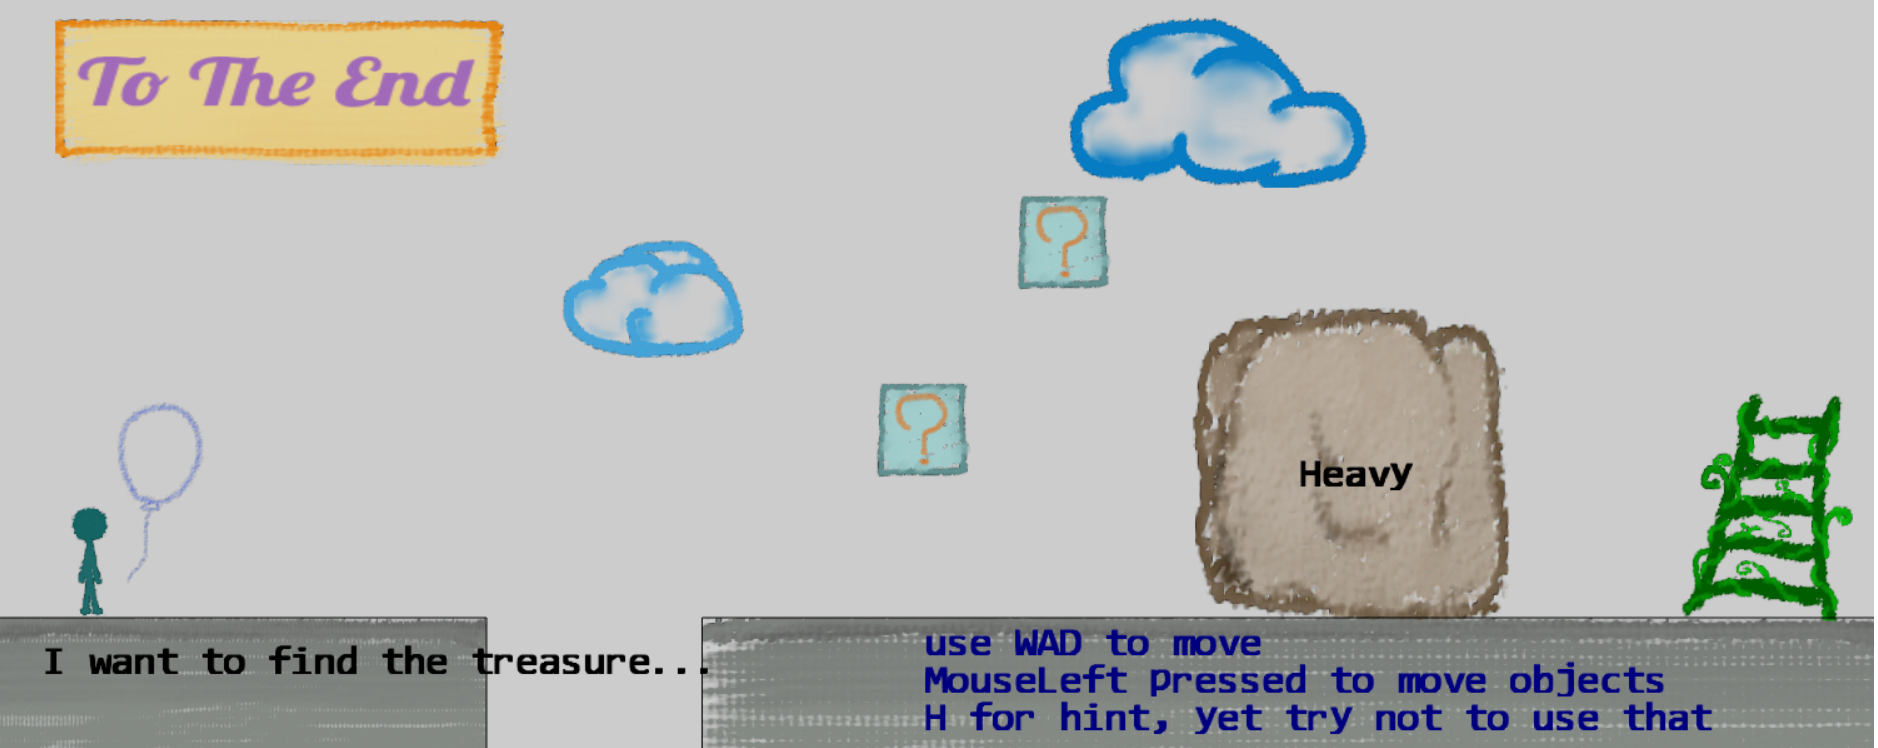 To The End
?
?
Heavy
I want to find the treasure...
use WAD to move
MouseLeft Pressed to move objects
H for hint, yet try not to use that